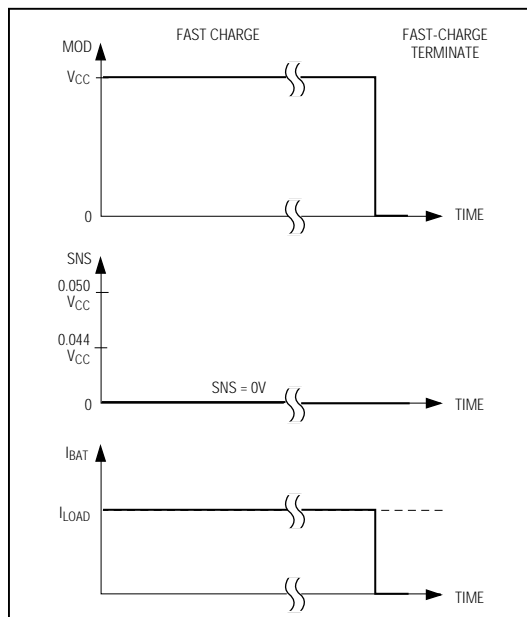 FAST CHARGE
FAST-CHARGE
TERMINATE
MOD
VCC
0
TIME
SNS
0.050
VCC
0.044
VCC
SNS = 0V
0
TIME
IBAT
ILOAD
TIME